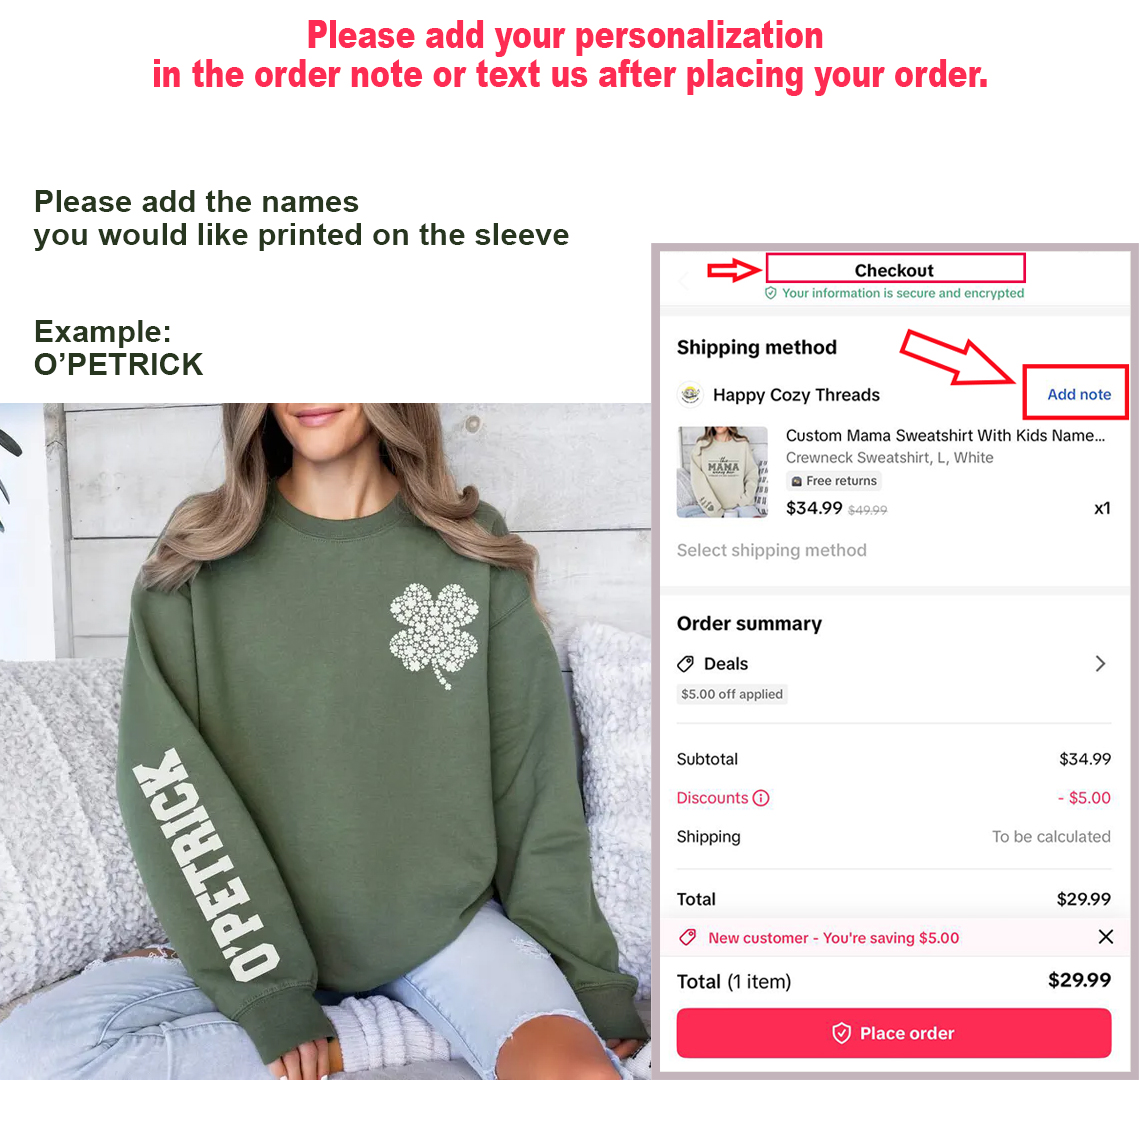 Please add your personalization
in the order note or text us after placing your order.
Please add the names
you would like printed on the sleeve
Example:
O’PETRICK
O'PETRICK
Checkout
Your information is secure and encrypted
Shipping method
Happy Cozy Threads
Add note
Custom Mama Sweatshirt With Kids Name...
Crewneck Sweatshirt, L, White
Free returns
$34.99 $49.99
x1
MAMA
Select shipping method
Order summary
Deals
$5.00 off applied
Subtotal $34.99
Discounts - $5.00
Shipping To be calculated
Total $29.99
New customer - You're saving $5.00
Total (1 item) $29.99
Place order